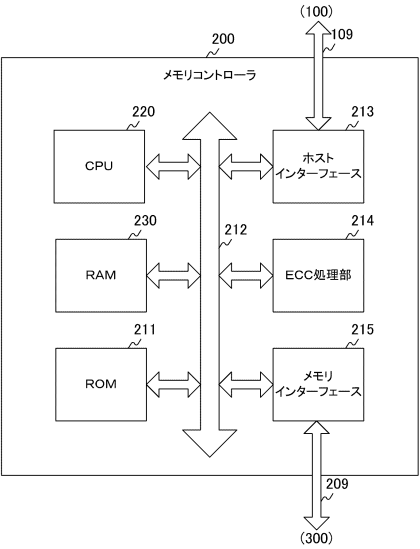 (100)
200
109
メモリコントローラ
220
213
CPU
ホスト
インターフェース
230
212
214
RAM
ECC処理部
211
215
ROM
メモリ
インターフェース
209
(300)